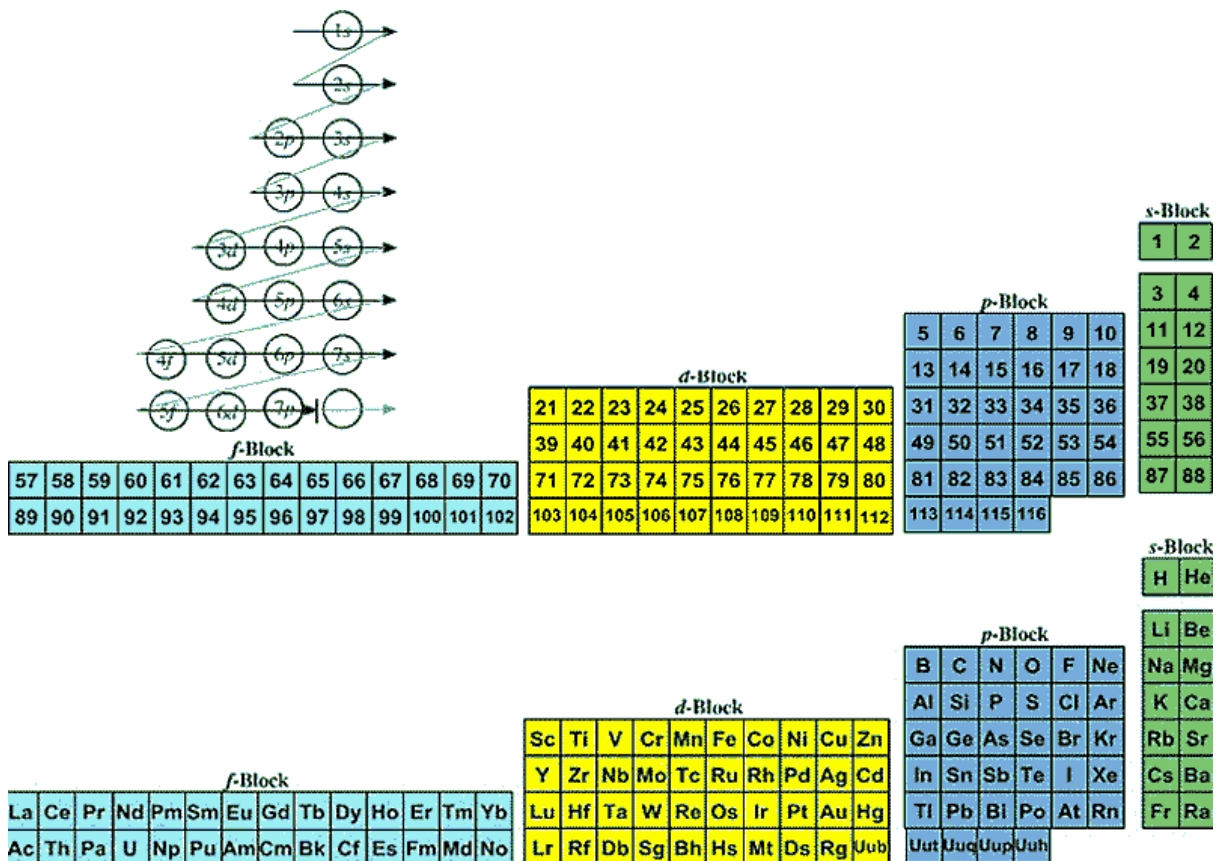 1s
2s
2p 3s
3p 4s
3d 4p 5s
4d 5p 6s
4f 5d 6p 7s
5f 6d 7p
s-Block
1 2
3 4
11 12
19 20
37 38
55 56
87 88
p-Block
5 6 7 8 9 10
13 14 15 16 17 18
31 32 33 34 35 36
49 50 51 52 53 54
81 82 83 84 85 86
113 114 115 116
d-Block
21 22 23 24 25 26 27 28 29 30
39 40 41 42 43 44 45 46 47 48
71 72 73 74 75 76 77 78 79 80
103 104 105 106 107 108 109 110 111 112
f-Block
57 58 59 60 61 62 63 64 65 66 67 68 69 70
89 90 91 92 93 94 95 96 97 98 99 100 101 102
s-Block
H He
Li Be
Na Mg
K Ca
Rb Sr
Cs Ba
Fr Ra
p-Block
B C N O F Ne
Al Si P S Cl Ar
Ga Ge As Se Br Kr
In Sn Sb Te I Xe
Tl Pb Bi Po At Rn
Uut Uuq Uup Uuh
d-Block
Sc Ti V Cr Mn Fe Co Ni Cu Zn
Y Zr Nb Mo Tc Ru Rh Pd Ag Cd
Lu Hf Ta W Re Os Ir Pt Au Hg
Lr Rf Db Sg Bh Hs Mt Ds Rg Uub
f-Block
La Ce Pr Nd Pm Sm Eu Gd Tb Dy Ho Er Tm Yb
Ac Th Pa U Np Pu Am Cm Bk Cf Es Fm Md No